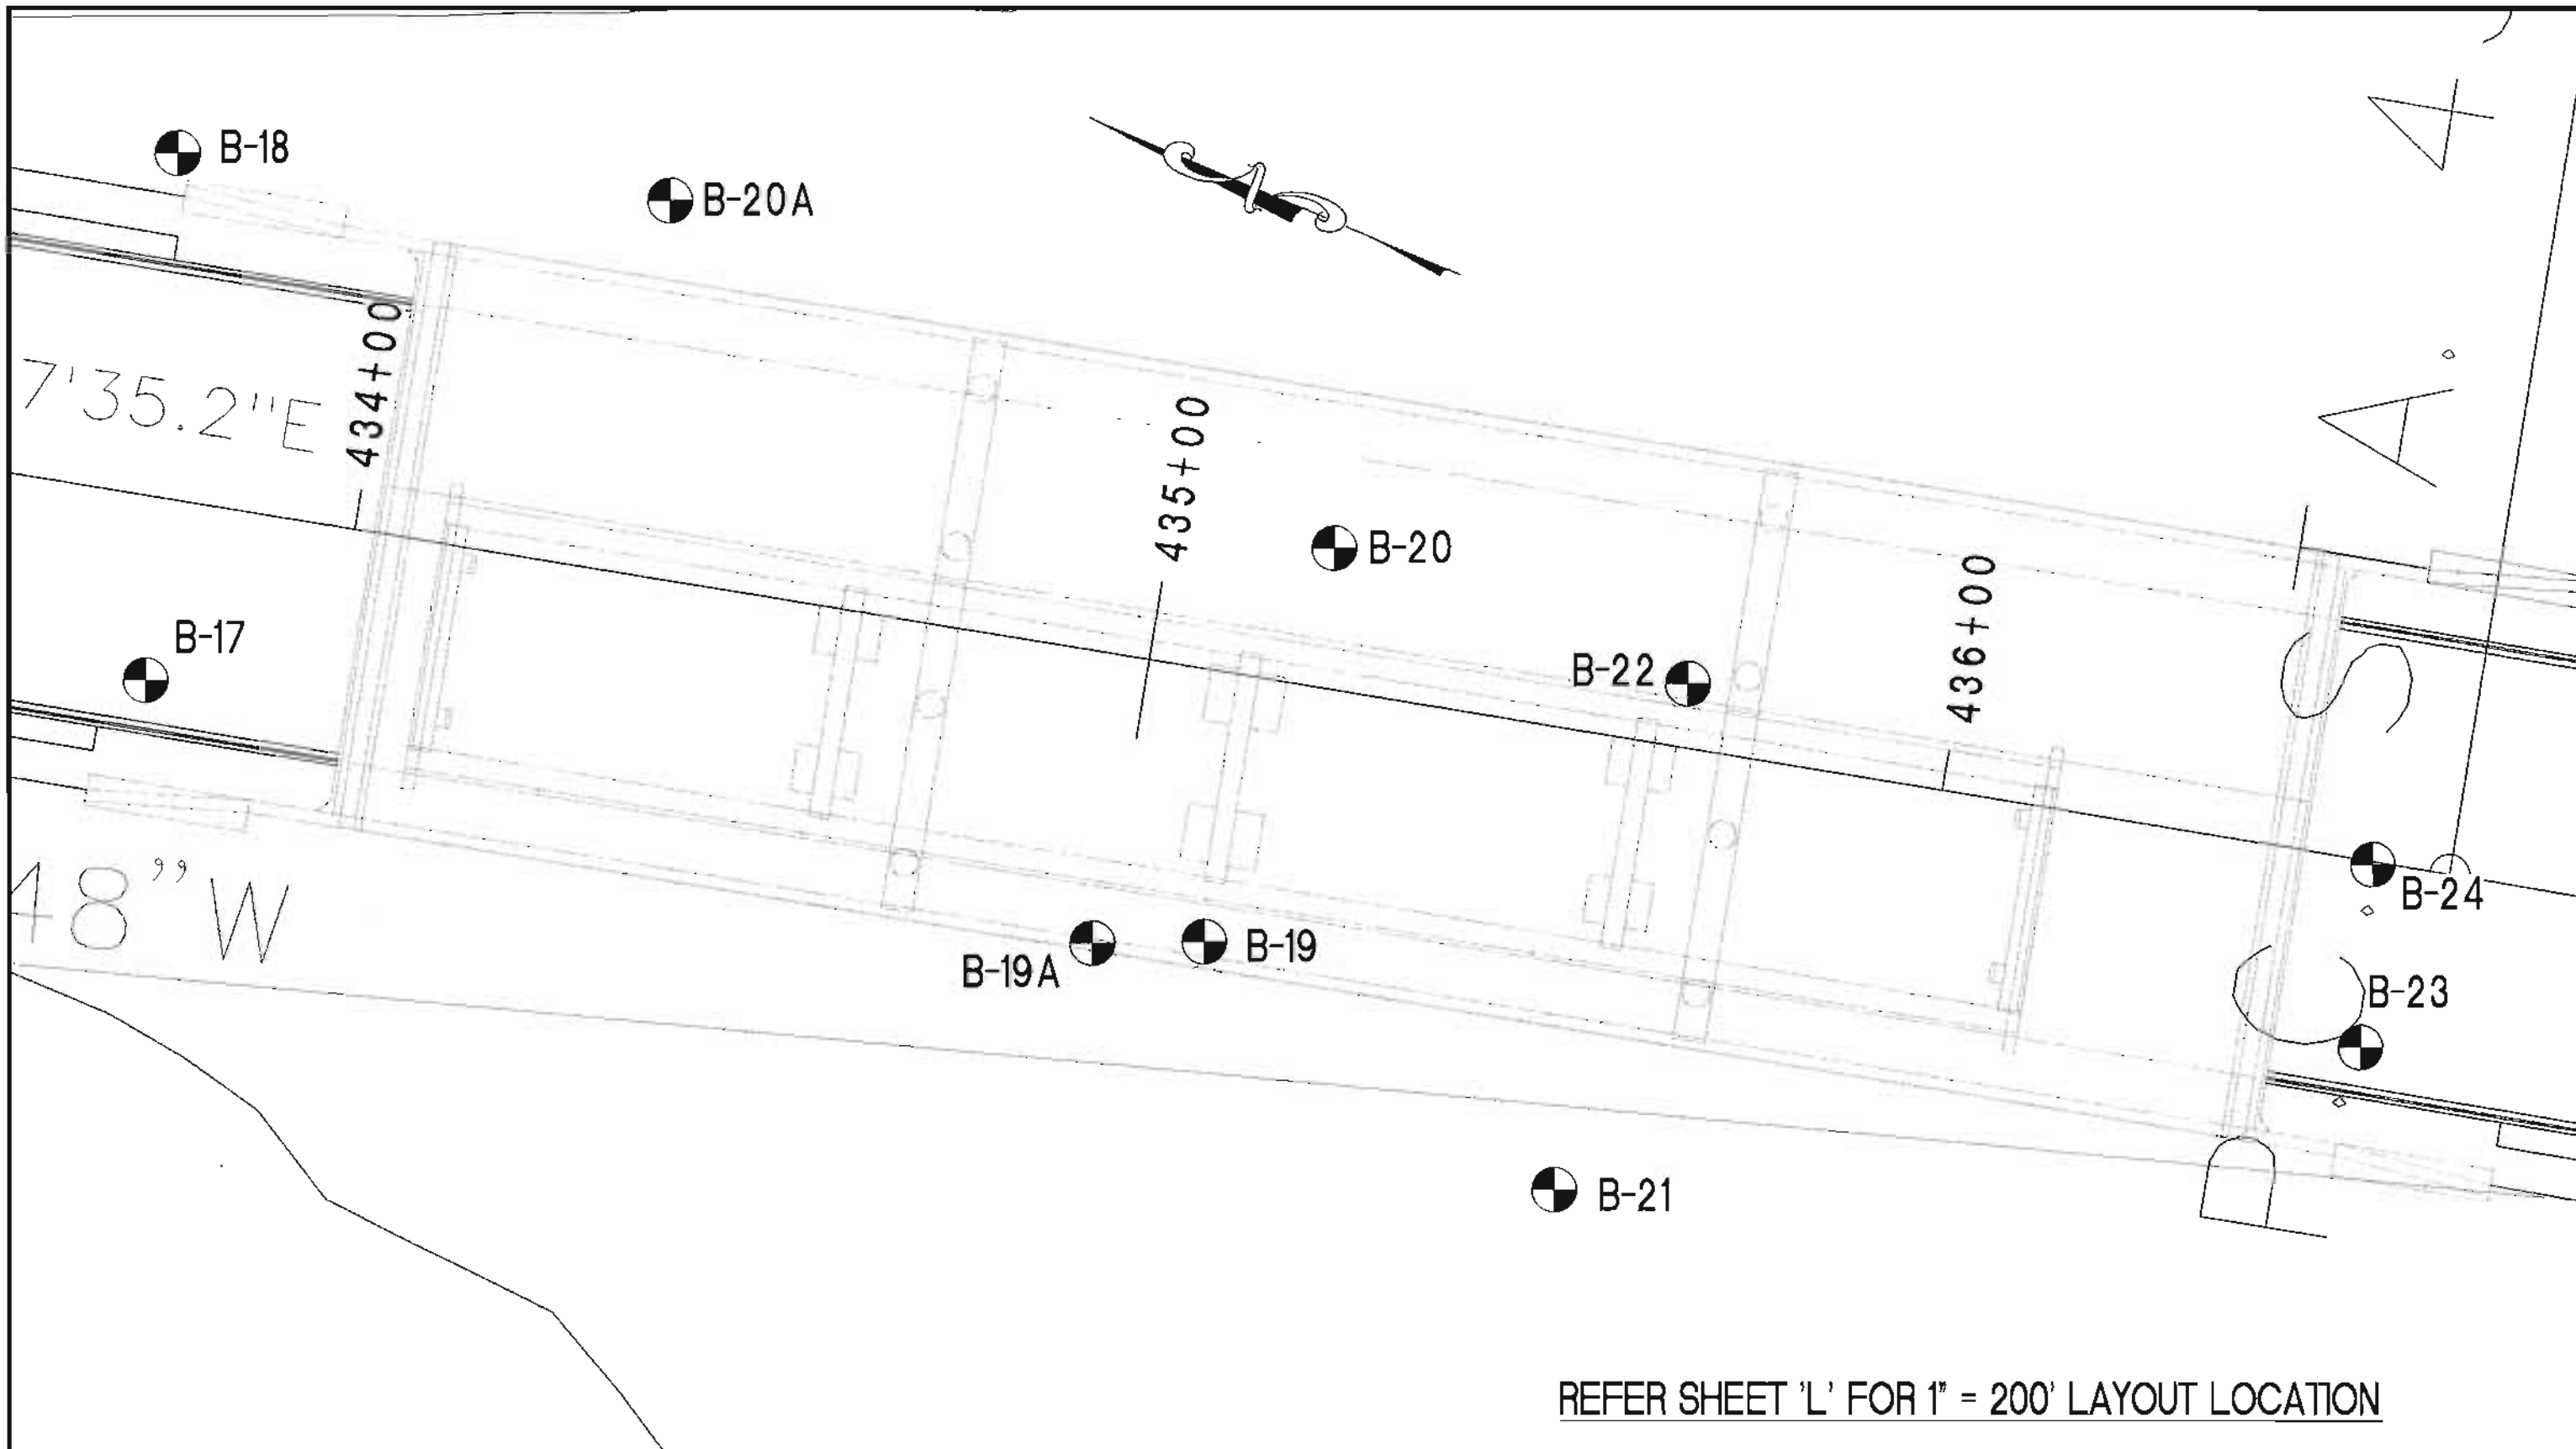 B-18
B-20A
7'35.2"E
434+00
435+00
B-20
B-17
B-22
436+00
48" W
B-24
B-19
B-19A
B-23
B-21
REFER SHEET 'L' FOR 1" = 200' LAYOUT LOCATION